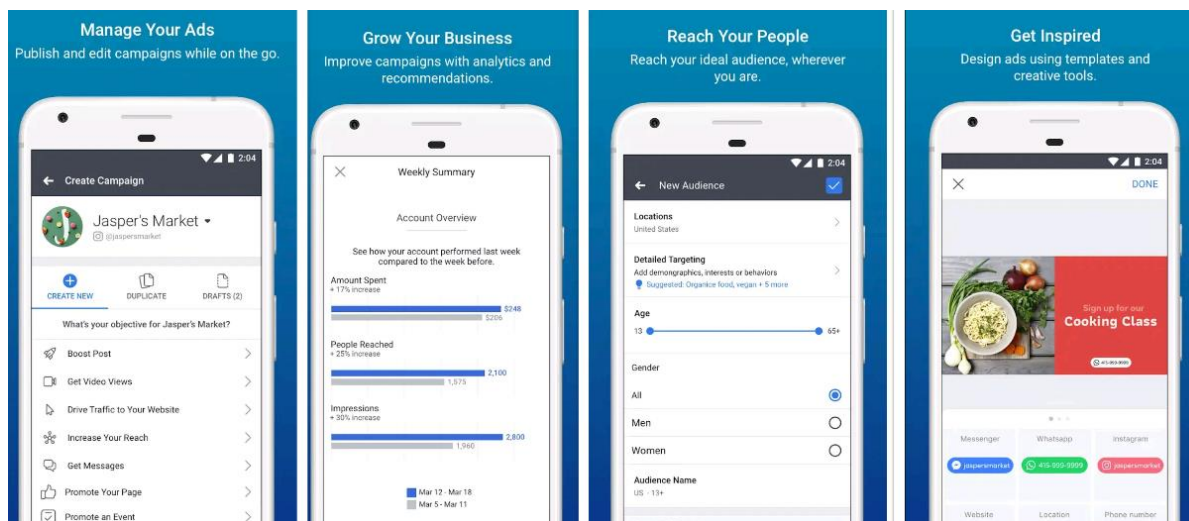 Manage Your Ads
Publish and edit campaigns while on the go.
2:04
Create Campaign
Jasper's Market
@jaspersmarket
CREATE NEW
DUPLICATE
DRAFTS (2)
What's your objective for Jasper's Market?
Boost Post
Get Video Views
Drive Traffic to Your Website
Increase Your Reach
Get Messages
Promote Your Page
Promote an Event
Grow Your Business
Improve campaigns with analytics and
recommendations.
Weekly Summary
Account Overview
See how your account performed last week
compared to the week before.
Amount Spent
+ 17% increase
$248
$206
People Reached
+ 25% increase
2,100
1,575
Impressions
+ 30% increase
2,800
1,960
Mar 12 - Mar 18
Mar 5 - Mar 11
Reach Your People
Reach your ideal audience, wherever
you are.
2:04
New Audience
Locations
United States
Detailed Targeting
Add demongraphics, interests or behaviors
Suggested: Organice food, vegan + 5 more
Age
13
65+
Gender
All
Men
Women
Audience Name
US - 13+
Get Inspired
Design ads using templates and
creative tools.
2:04
DONE
Sign up for our
Cooking Class
415-999-9999
Messenger
Whatsapp
Instagram
jaspersmarket
415-999-9999
jaspersmarket
Website
Location
Phone number